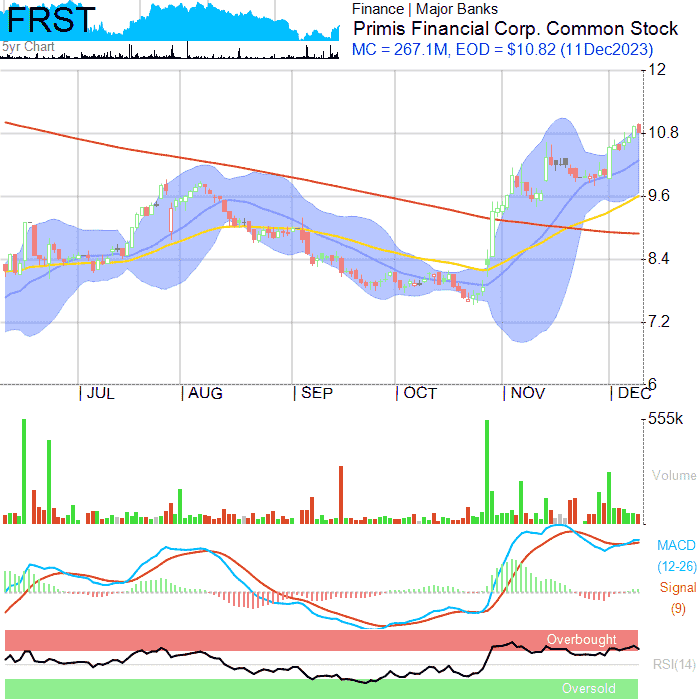 FRST
5yr Chart
Finance | Major Banks
Primis Financial Corp. Common Stock
MC = 267.1M, EOD = $10.82 (11Dec2023)
12
10.8
9.6
8.4
7.2
6
JUL AUG SEP OCT NOV DEC
555k
Volume
MACD
(12-26)
Signal
(9)
Overbought
RSI(14)
Oversold